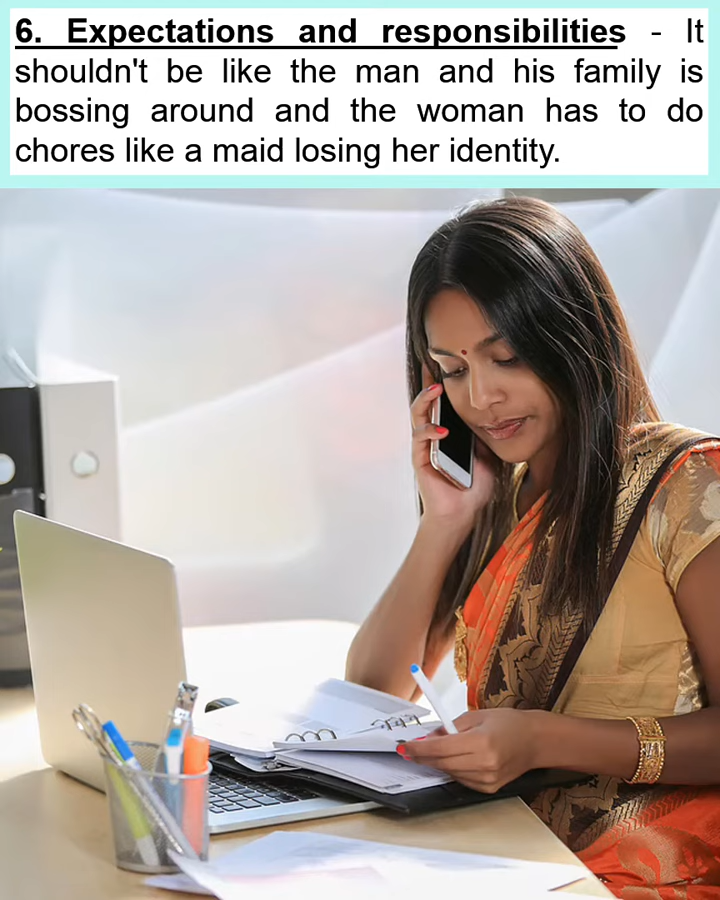 6. Expectations and responsibilities - It
shouldn't be like the man and his family is
bossing around and the woman has to do
chores like a maid losing her identity.